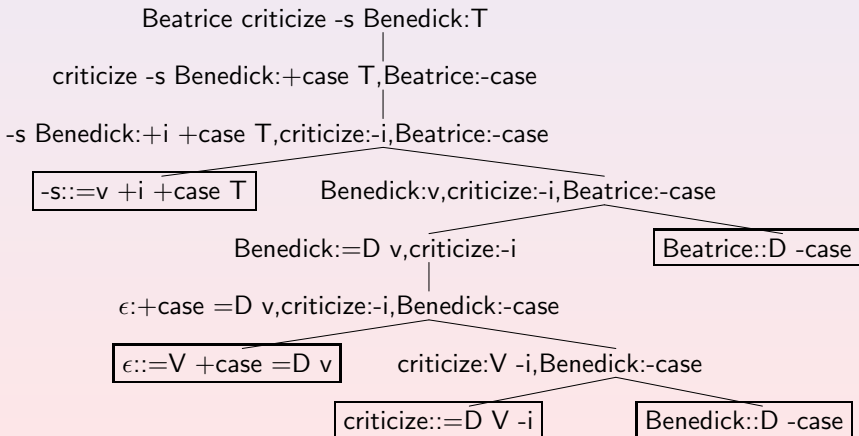 Beatrice criticize -s Benedick:T
criticize -s Benedick:+case T,Beatrice:-case
-s Benedick:+i +case T,criticize:-i,Beatrice:-case
-s::=v +i +case T Benedick:v,criticize:-i,Beatrice:-case
Benedick:=D v,criticize:-i Beatrice::D -case
ϵ:+case =D v,criticize:-i,Benedick:-case
ϵ::=V +case =D v criticize:V -i,Benedick:-case
criticize::=D V -i Benedick::D -case